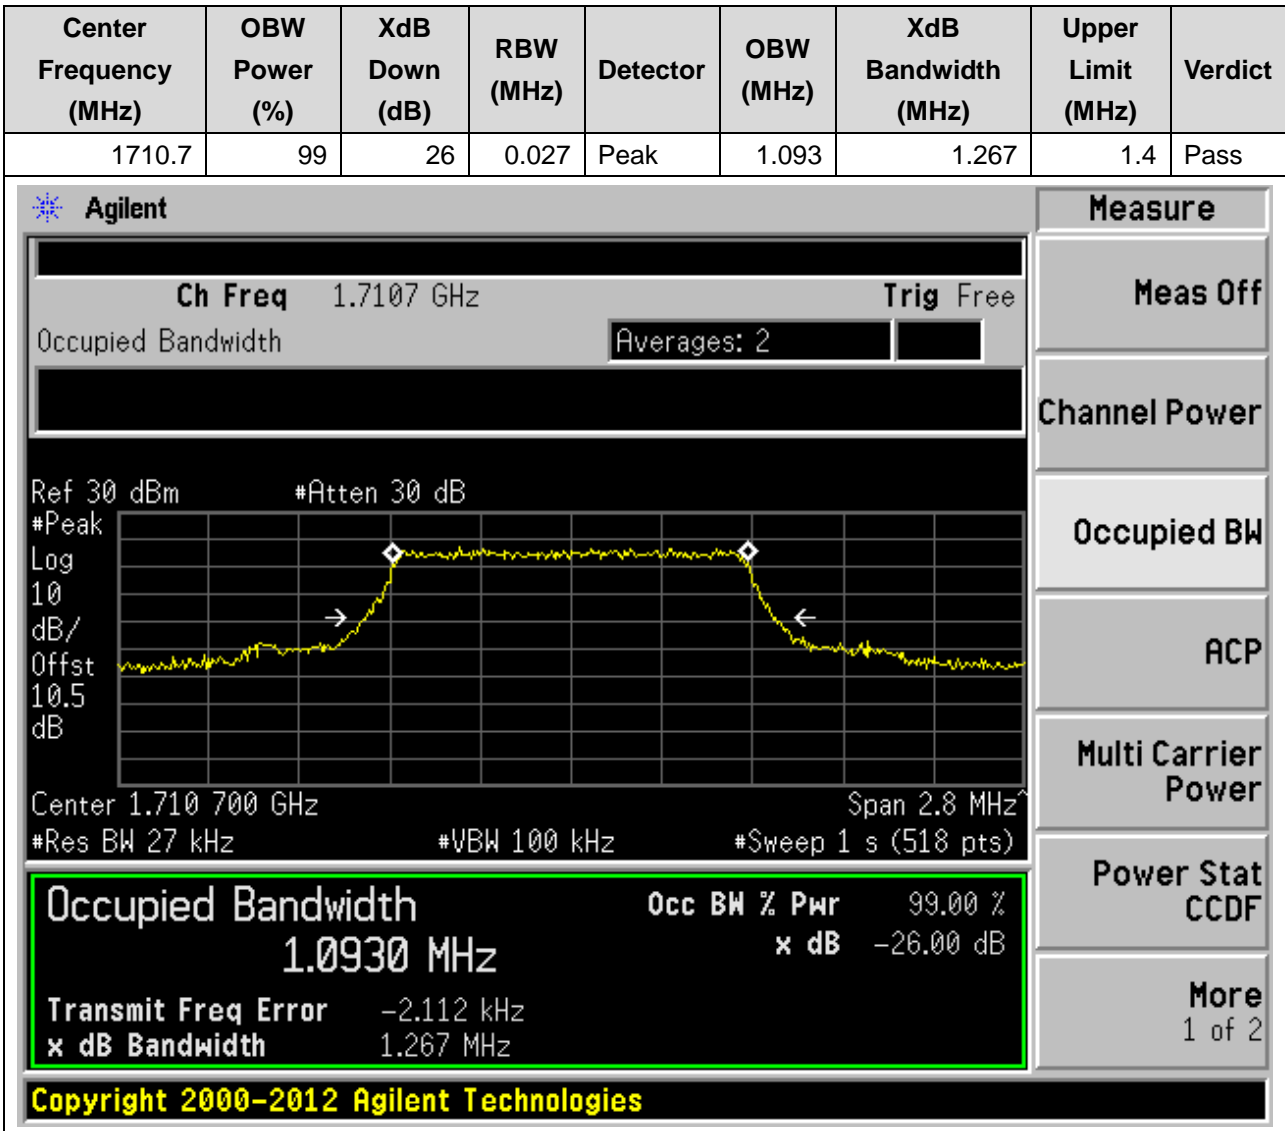 Center Frequency (MHz) OBW Power (%) XdB Down (dB) RBW (MHz) Detector OBW (MHz) XdB Bandwidth (MHz) Upper Limit (MHz) Verdict
1710.7 99 26 0.027 Peak 1.093 1.267 1.4 Pass
Agilent
Measure
Ch Freq 1.7107 GHz Trig Free
Meas Off
Occupied Bandwidth Averages: 2
Channel Power
Ref 30 dBm #Atten 30 dB
#Peak
Log
10
dB/
Offst
10.5
dB
Occupied BW
ACP
Center 1.710 700 GHz Span 2.8 MHz^
#Res BW 27 kHz #VBW 100 kHz #Sweep 1 s (518 pts)
Multi Carrier
Power
Occupied Bandwidth Occ BW % Pwr 99.00 %
1.0930 MHz x dB -26.00 dB
Power Stat
CCDF
Transmit Freq Error -2.112 kHz
x dB Bandwidth 1.267 MHz
More
1 of 2
Copyright 2000-2012 Agilent Technologies